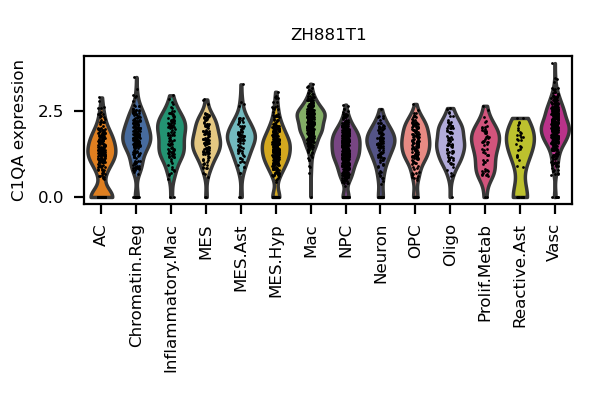 ZH881T1
C1QA expression
2.5
0.0
AC
Chromatin.Reg
Inflammatory.Mac
MES
MES.Ast
MES.Hyp
Mac
NPC
Neuron
OPC
Oligo
Prolif.Metab
Reactive.Ast
Vasc